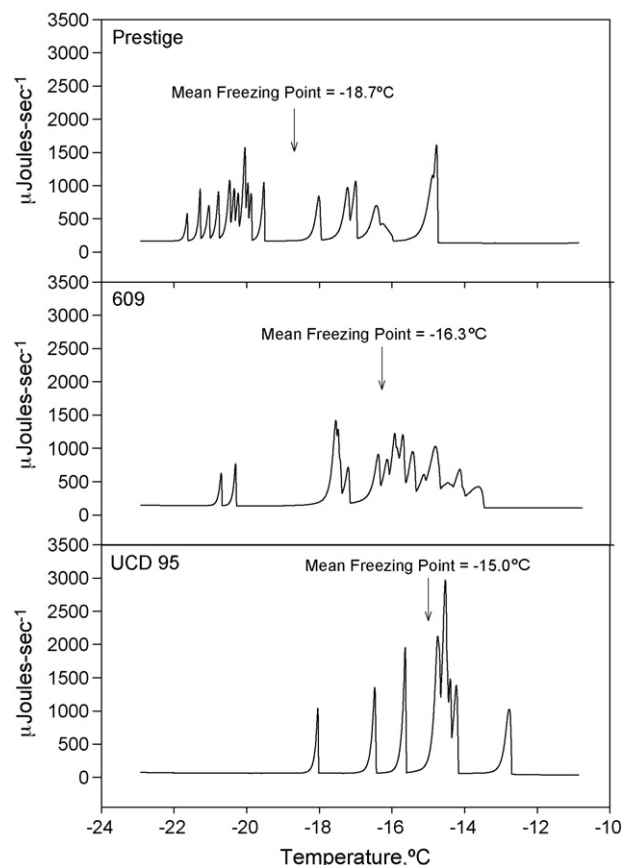 Prestige
Mean Freezing Point = -18.7ºC
3500
3000
2500
2000
1500
1000
500
0
μJoules-sec⁻¹
609
Mean Freezing Point = -16.3ºC
3500
3000
2500
2000
1500
1000
500
0
μJoules-sec⁻¹
UCD 95
Mean Freezing Point = -15.0ºC
3500
3000
2500
2000
1500
1000
500
0
μJoules-sec⁻¹
-24 -22 -20 -18 -16 -14 -12 -10
Temperature,ºC